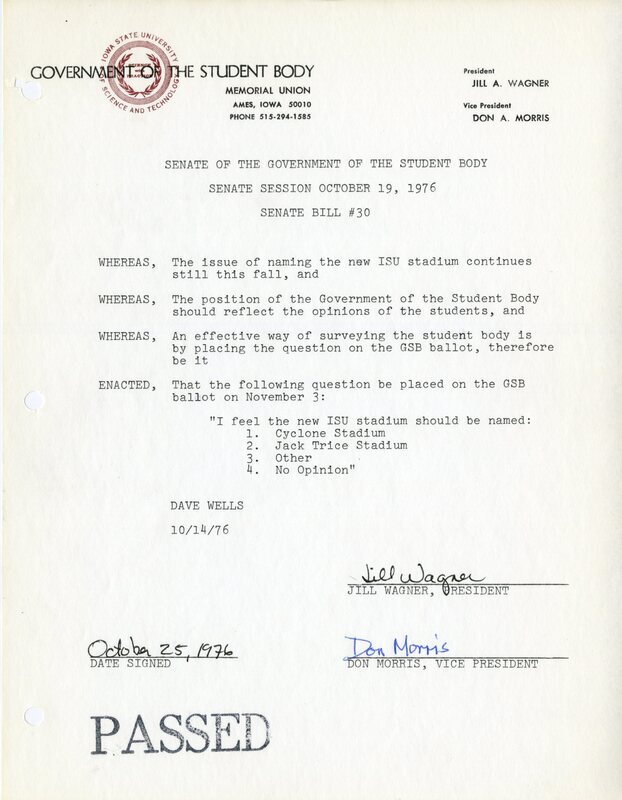 IOWA STATE UNIVERSITY
OF SCIENCE AND TECHNOLOGY
GOVERNMENT OF THE STUDENT BODY
MEMORIAL UNION
AMES, IOWA 50010
PHONE 515-294-1585
President
JILL A. WAGNER
Vice President
DON A. MORRIS
SENATE OF THE GOVERNMENT OF THE STUDENT BODY
SENATE SESSION OCTOBER 19, 1976
SENATE BILL #30
WHEREAS, The issue of naming the new ISU stadium continues
still this fall, and
WHEREAS, The position of the Government of the Student Body
should reflect the opinions of the students, and
WHEREAS, An effective way of surveying the student body is
by placing the question on the GSB ballot, therefore
be it
ENACTED, That the following question be placed on the GSB
ballot on November 3:
"I feel the new ISU stadium should be named:
1. Cyclone Stadium
2. Jack Trice Stadium
3. Other
4. No Opinion"
DAVE WELLS
10/14/76
Jill Wagner
JILL WAGNER, PRESIDENT
October 25, 1976
DATE SIGNED
Don Morris
DON MORRIS, VICE PRESIDENT
PASSED